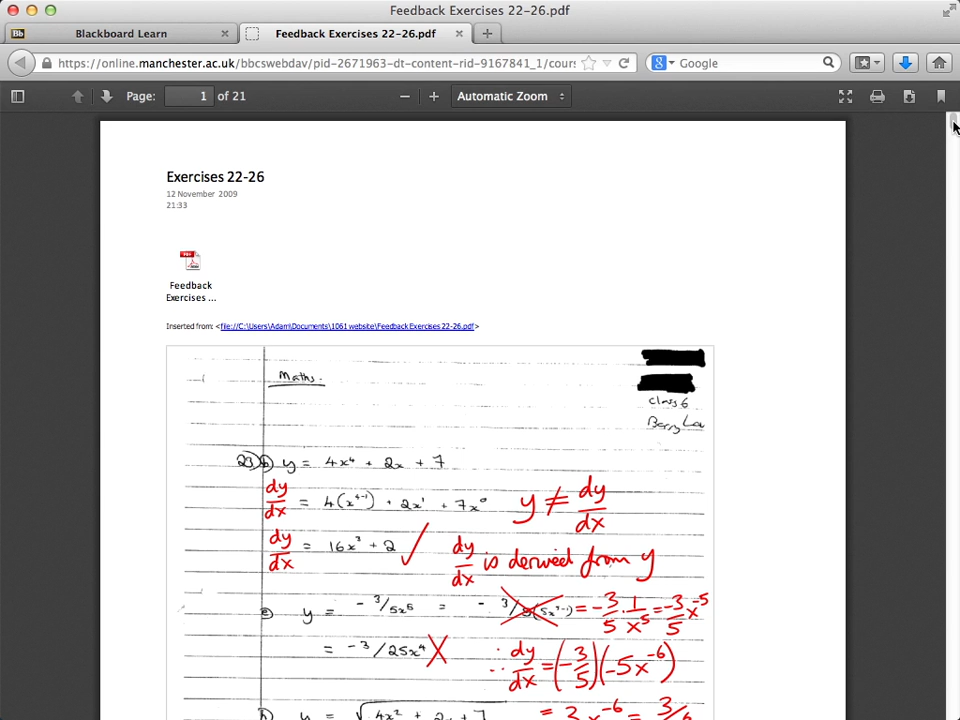 Feedback Exercises 22-26.pdf
Bb Blackboard Learn
Feedback Exercises 22-26.pdf
https://online.manchester.ac.uk/bbcswebdav/pid-2671963-dt-content-rid-9167841_1/cours
Google
Page: 1 of 21
Automatic Zoom
Exercises 22-26
12 November 2009
21:33
Feedback
Exercises ...
Inserted from: <file://C:\Users\Adam\Documents\1061 website\Feedback Exercises 22-26.pdf>
Maths.
Class 6
23) b) y = 4x⁴ + 2x + 7
dy/dx = 4(x⁴⁻¹) + 2x¹ + 7x⁰ y ≠ dy/dx
dy/dx = 16x³ + 2 ✓ dy/dx is derived from y
e) y = -3/5x⁵ = - = -3/5 . 1/x⁵ = -3/5 x⁻⁵
= -3/25x⁴ X ∴ dy/dx = (-3/5)(-5x⁻⁶)
h) y =